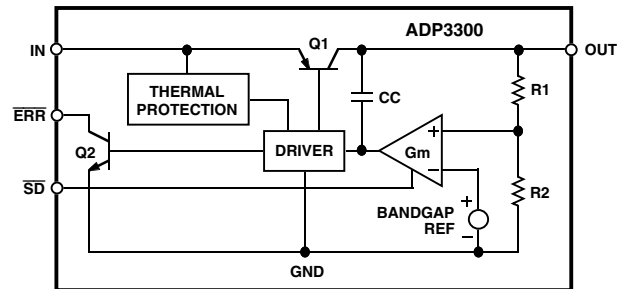 ADP3300
IN
Q1
OUT
THERMAL
PROTECTION
CC
R1
ERR
Q2
DRIVER
+
Gm
−
SD
R2
BANDGAP
REF
+
−
GND